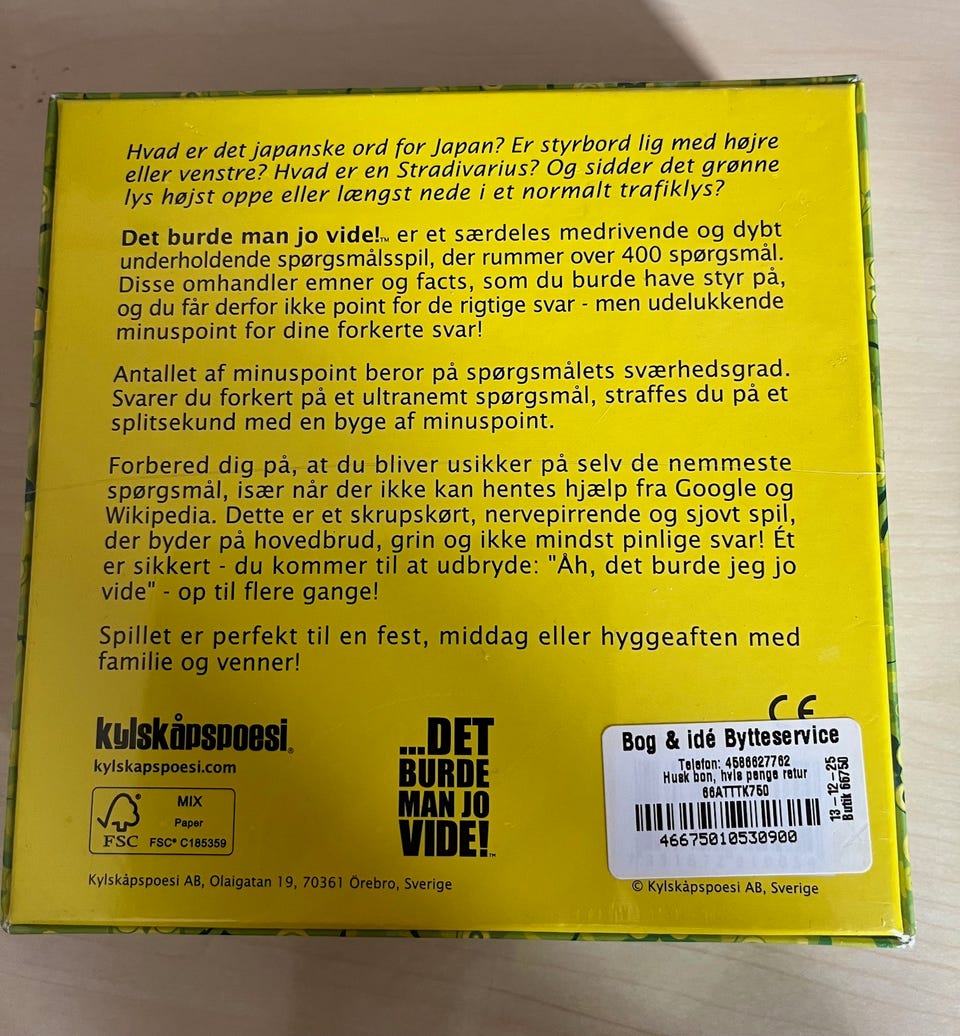 Hvad er det japanske ord for Japan? Er styrbord lig med højre
eller venstre? Hvad er en Stradivarius? Og sidder det grønne
lys højst oppe eller længst nede i et normalt trafiklys?
Det burde man jo vide!™ er et særdeles medrivende og dybt
underholdende spørgsmålsspil, der rummer over 400 spørgsmål.
Disse omhandler emner og facts, som du burde have styr på,
og du får derfor ikke point for de rigtige svar - men udelukkende
minuspoint for dine forkerte svar!
Antallet af minuspoint beror på spørgsmålets sværhedsgrad.
Svarer du forkert på et ultranemt spørgsmål, straffes du på et
splitsekund med en byge af minuspoint.
Forbered dig på, at du bliver usikker på selv de nemmeste
spørgsmål, især når der ikke kan hentes hjælp fra Google og
Wikipedia. Dette er et skrupskørt, nervepirrende og sjovt spil,
der byder på hovedbrud, grin og ikke mindst pinlige svar! Ét
er sikkert - du kommer til at udbryde: "Åh, det burde jeg jo
vide" - op til flere gange!
Spillet er perfekt til en fest, middag eller hyggeaften med
familie og venner!
kylskåpspoesi®
kylskapspoesi.com
MIX
Paper
FSC
FSC® C185359
...DET
BURDE
MAN JO
VIDE!™
CE
Bog & idé Bytteservice
Telefon: 4586627762
Husk bon, hvis penge retur
66ATTTK750
46675010530900
13-12-25
Butik 66750
Kylskåpspoesi AB, Olaigatan 19, 70361 Örebro, Sverige
© Kylskåpspoesi AB, Sverige